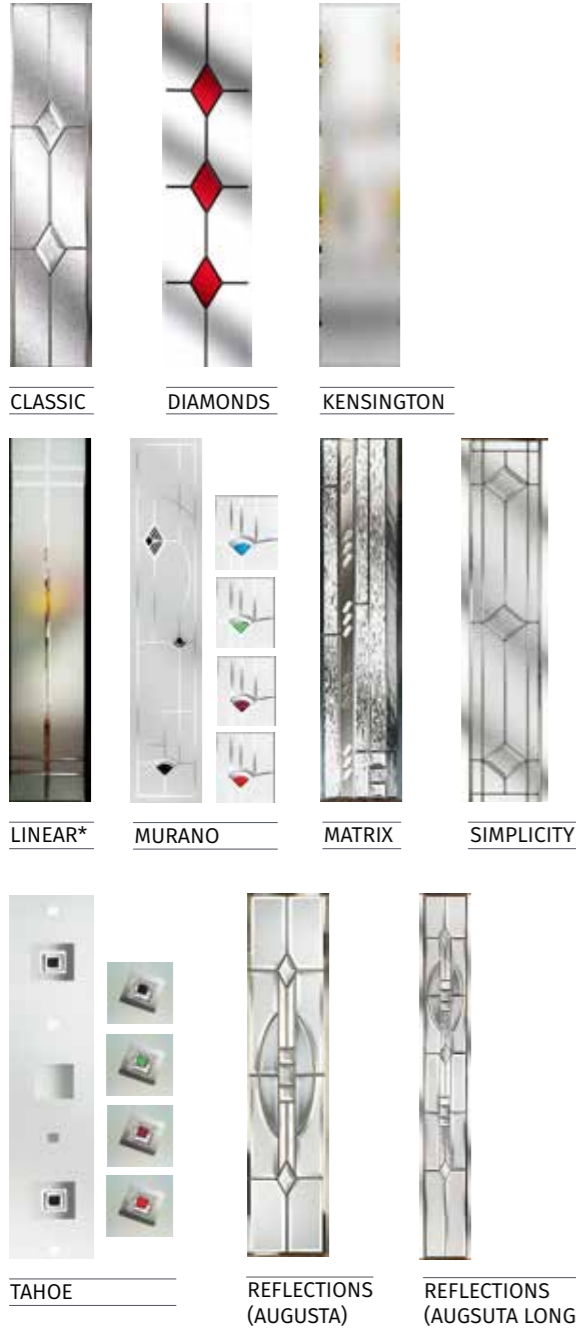 CLASSIC
DIAMONDS
KENSINGTON
LINEAR*
MURANO
MATRIX
SIMPLICITY
TAHOE
REFLECTIONS
(AUGUSTA)
REFLECTIONS
(AUGSUTA LONG